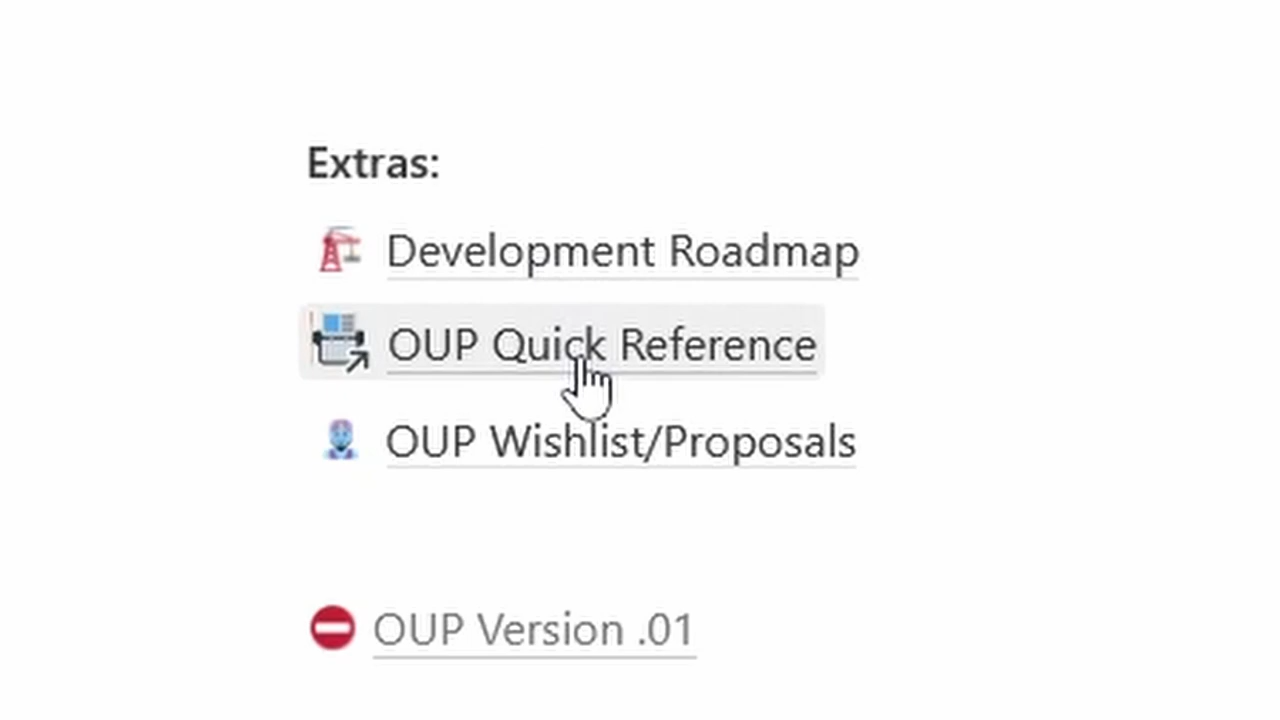 Extras:
Development Roadmap
OUP Quick Reference
OUP Wishlist/Proposals
OUP Version .01